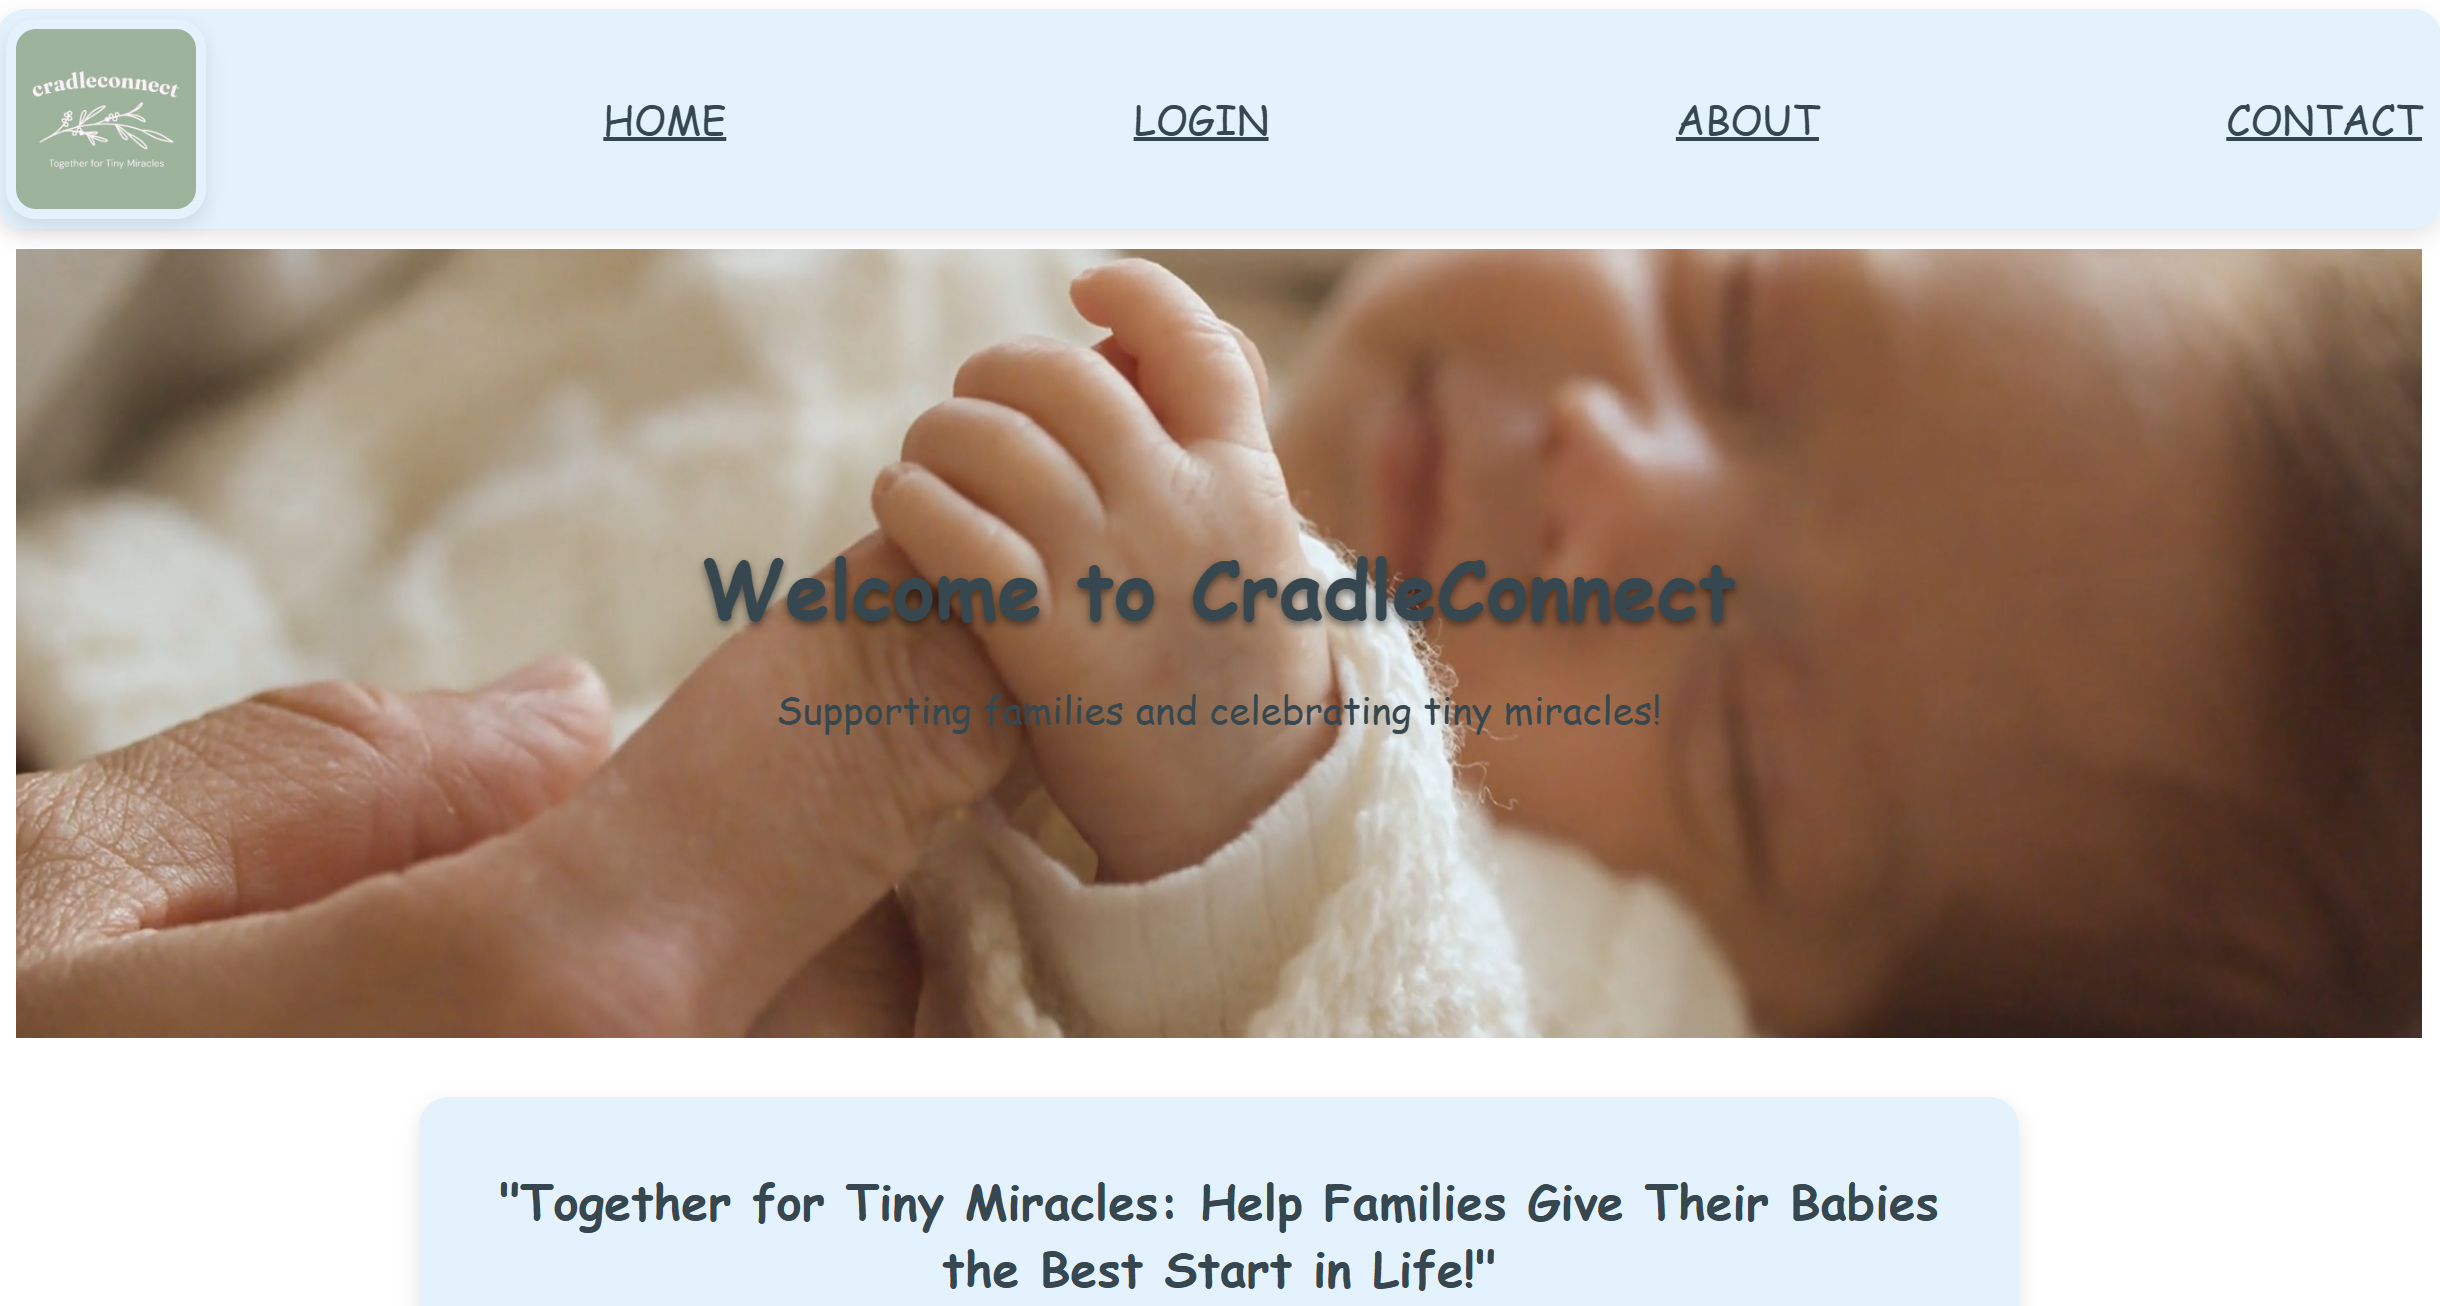 cradleconnect
Together for Tiny Miracles
HOME LOGIN ABOUT CONTACT
Welcome to CradleConnect
Supporting families and celebrating tiny miracles!
"Together for Tiny Miracles: Help Families Give Their Babies
the Best Start in Life!"